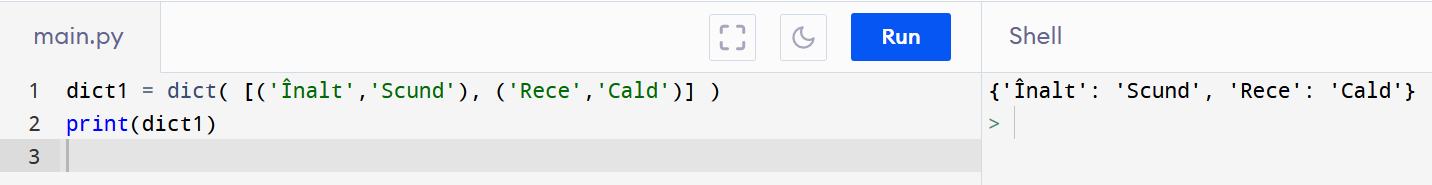 main.py
Run
Shell
1 dict1 = dict( [('Înalt','Scund'), ('Rece','Cald')] )
2 print(dict1)
3
{'Înalt': 'Scund', 'Rece': 'Cald'}
>